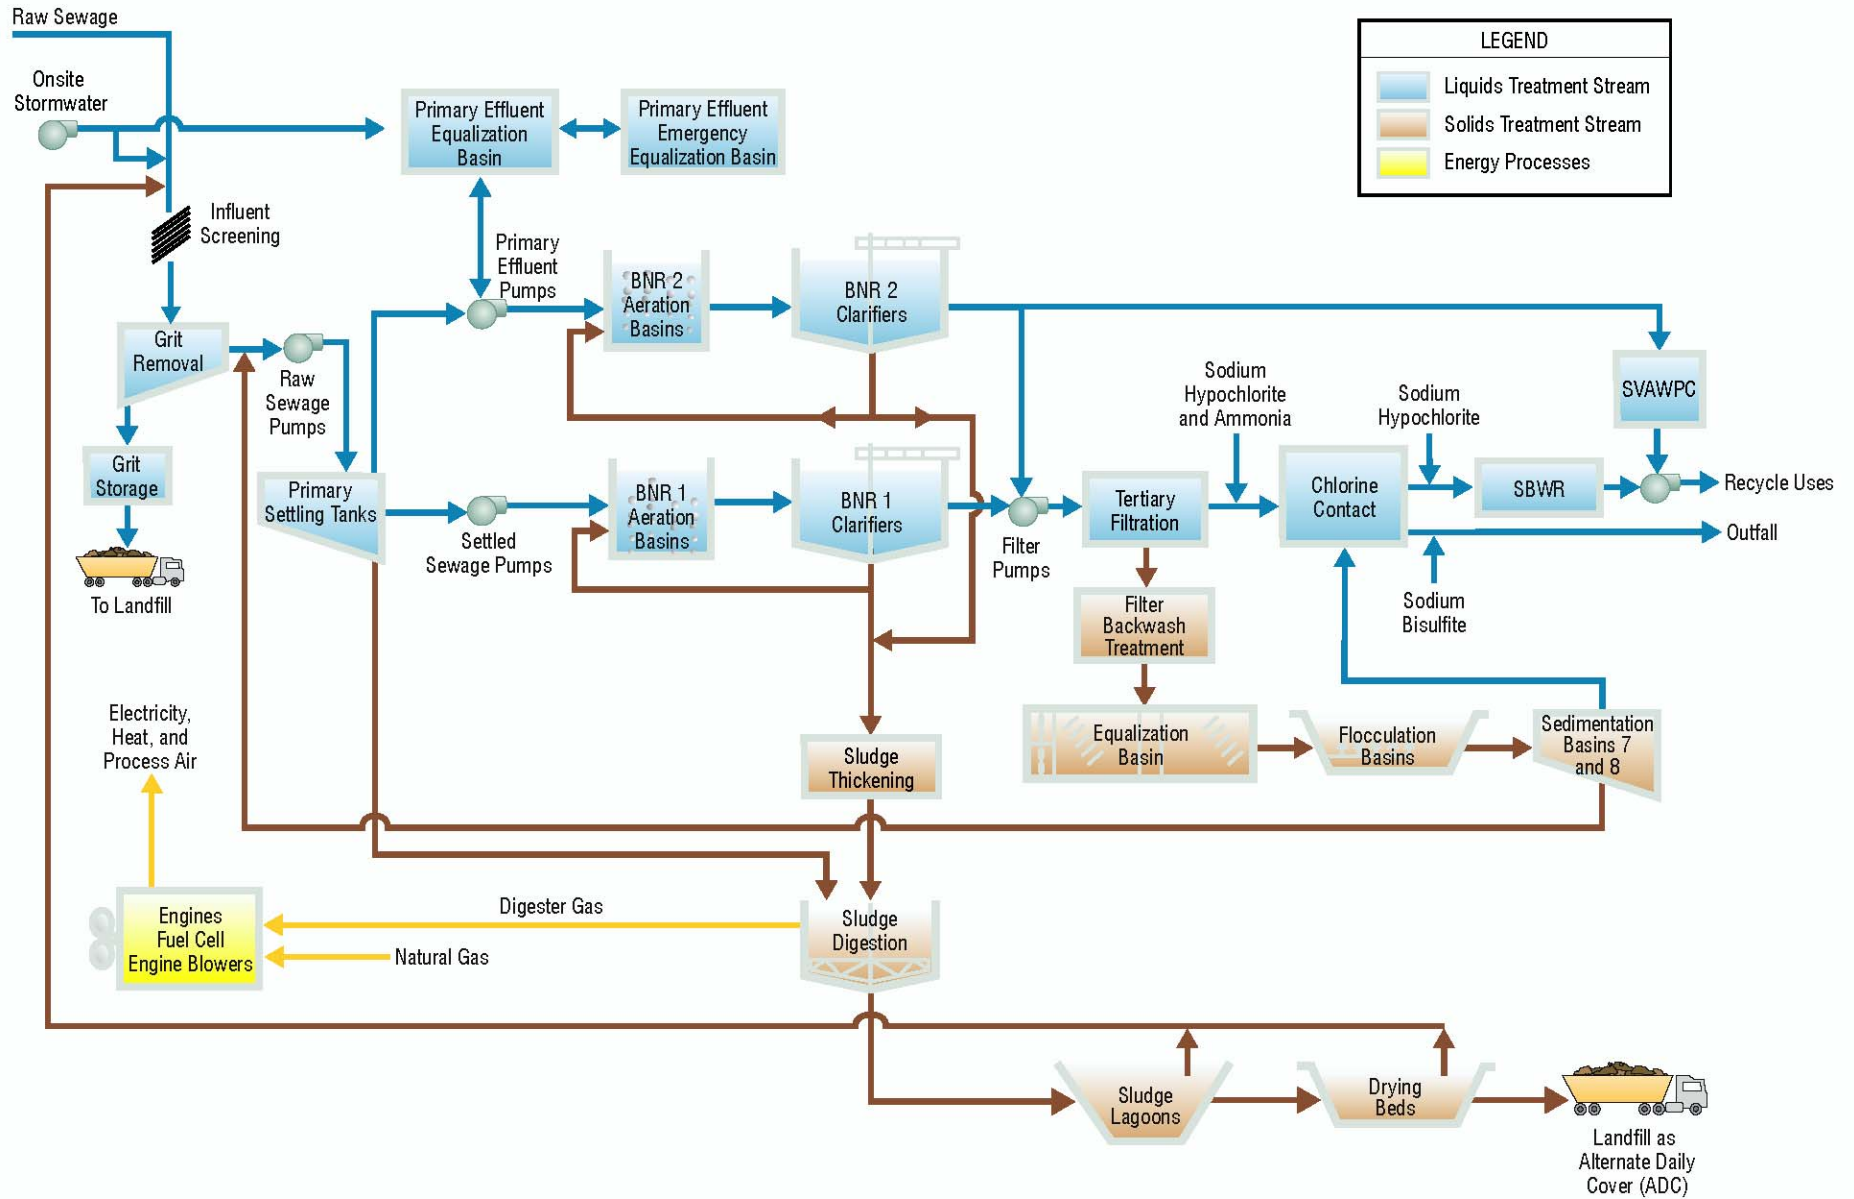 Raw Sewage
Onsite
Stormwater
Primary Effluent
Equalization
Basin
Primary Effluent
Emergency
Equalization Basin
LEGEND
Liquids Treatment Stream
Solids Treatment Stream
Energy Processes
Influent
Screening
Primary
Effluent
Pumps
BNR 2
Aeration
Basins
BNR 2
Clarifiers
Grit
Removal
Raw
Sewage
Pumps
Sodium
Hypochlorite
and Ammonia
Sodium
Hypochlorite
SVAWPC
Grit
Storage
Primary
Settling Tanks
Settled
Sewage Pumps
BNR 1
Aeration
Basins
BNR 1
Clarifiers
Filter
Pumps
Tertiary
Filtration
Chlorine
Contact
SBWR
Recycle Uses
Outfall
To Landfill
Filter
Backwash
Treatment
Sodium
Bisulfite
Electricity,
Heat, and
Process Air
Sludge
Thickening
Equalization
Basin
Flocculation
Basins
Sedimentation
Basins 7
and 8
Engines
Fuel Cell
Engine Blowers
Digester Gas
Natural Gas
Sludge
Digestion
Sludge
Lagoons
Drying
Beds
Landfill as
Alternate Daily
Cover (ADC)